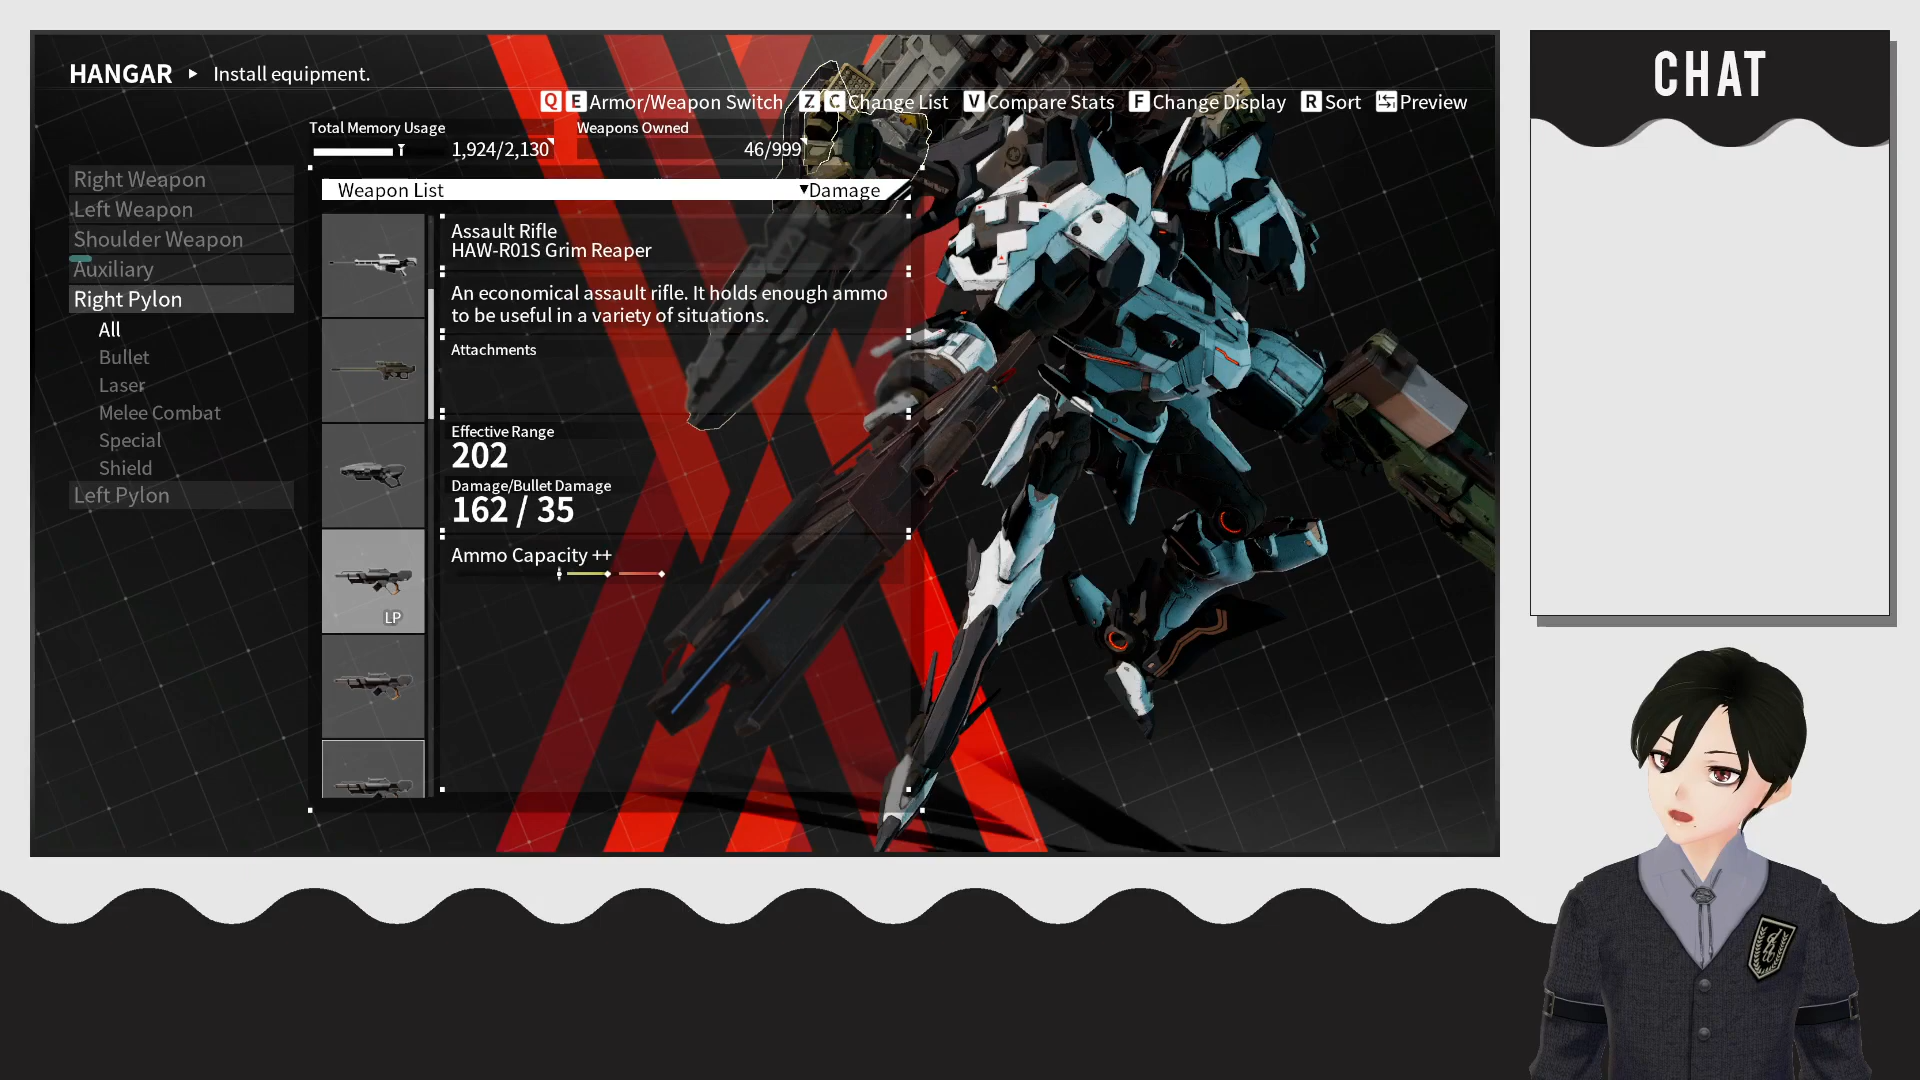 HANGAR ▶ Install equipment.
Q E Armor/Weapon Switch Z C Change List V Compare Stats F Change Display R Sort Preview
Total Memory Usage
1,924/2,130
Weapons Owned
46/999
Right Weapon
Left Weapon
Shoulder Weapon
Auxiliary
Right Pylon
All
Bullet
Laser
Melee Combat
Special
Shield
Left Pylon
Weapon List ▼Damage
LP
Assault Rifle
HAW-R01S Grim Reaper
An economical assault rifle. It holds enough ammo
to be useful in a variety of situations.
Attachments
Effective Range
202
Damage/Bullet Damage
162 / 35
Ammo Capacity ++
CHAT